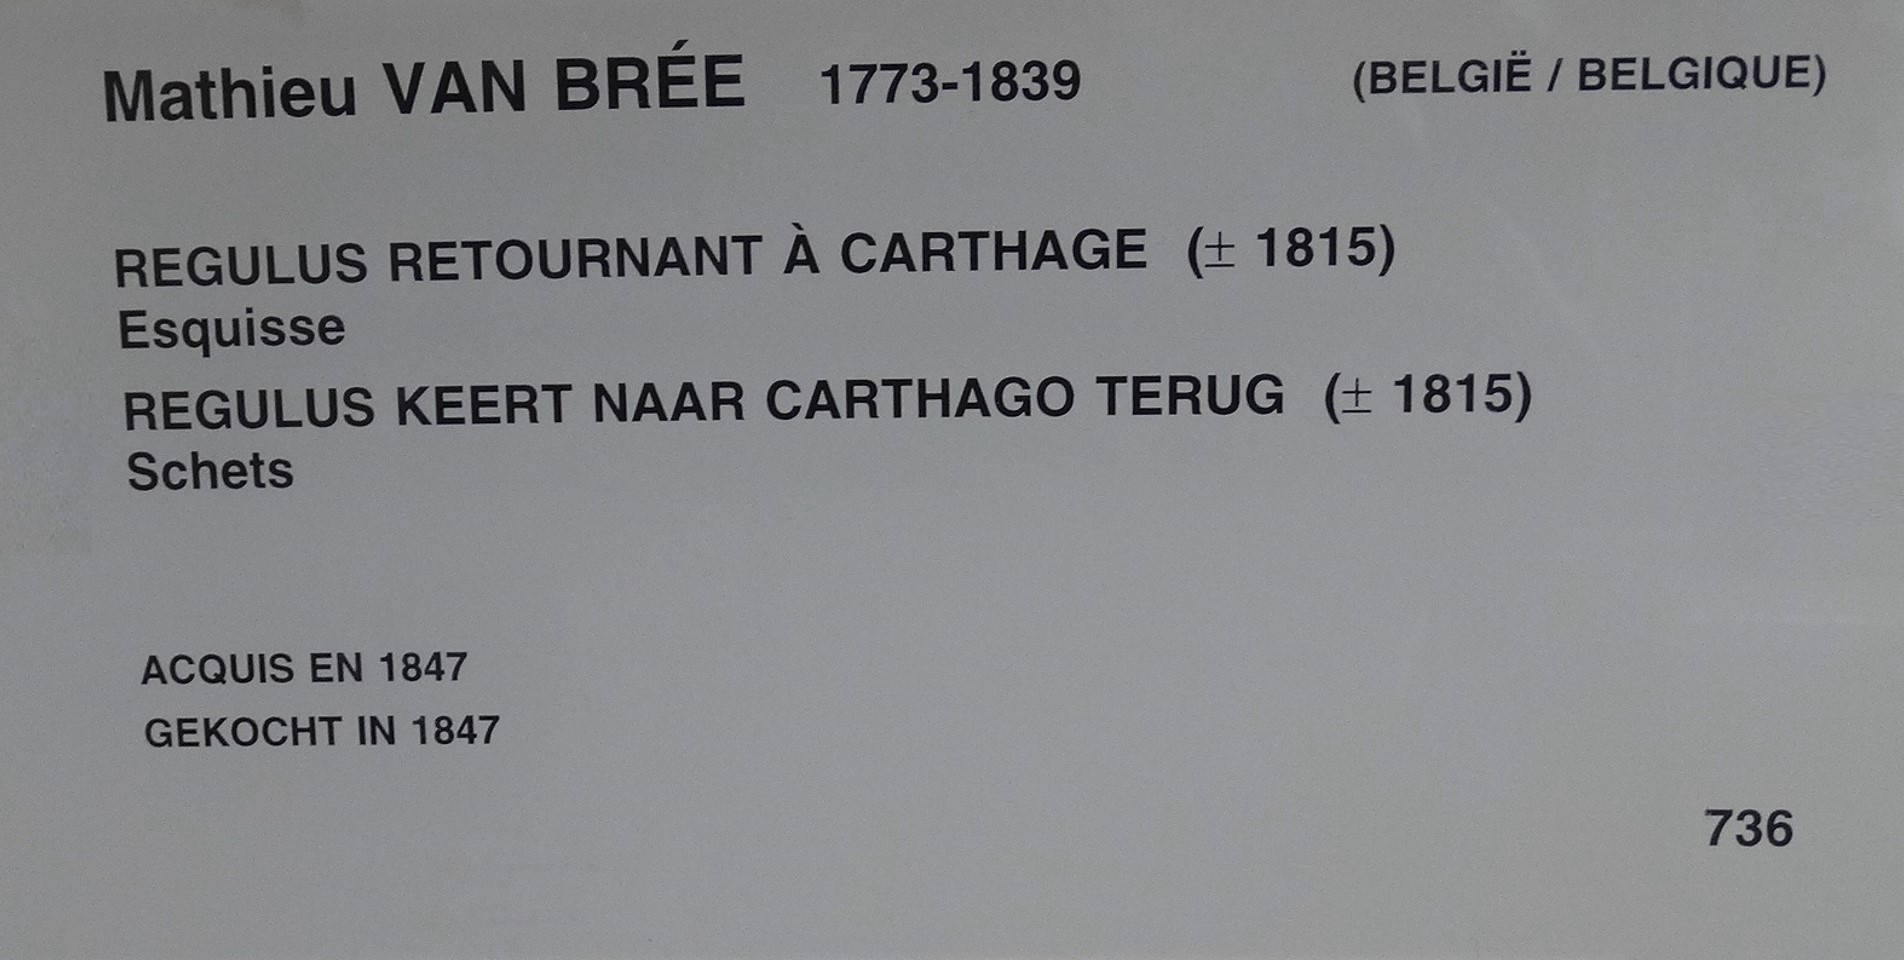 Mathieu VAN BRÉE 1773-1839 (BELGIË / BELGIQUE)
REGULUS RETOURNANT À CARTHAGE (± 1815)
Esquisse
REGULUS KEERT NAAR CARTHAGO TERUG (± 1815)
Schets
ACQUIS EN 1847
GEKOCHT IN 1847
736